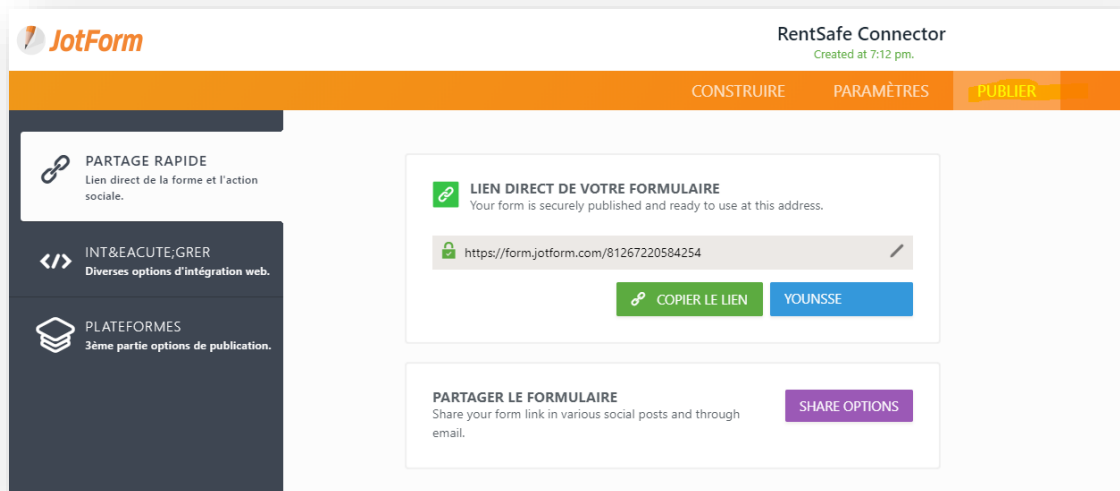 JotForm
RentSafe Connector
Created at 7:12 pm.
CONSTRUIRE PARAMÈTRES PUBLIER
PARTAGE RAPIDE
Lien direct de la forme et l'action
sociale.
INT&EACUTE;GRER
Diverses options d'intégration web.
PLATEFORMES
3ème partie options de publication.
LIEN DIRECT DE VOTRE FORMULAIRE
Your form is securely published and ready to use at this address.
https://form.jotform.com/81267220584254
COPIER LE LIEN YOUNSSE
PARTAGER LE FORMULAIRE
Share your form link in various social posts and through
email.
SHARE OPTIONS